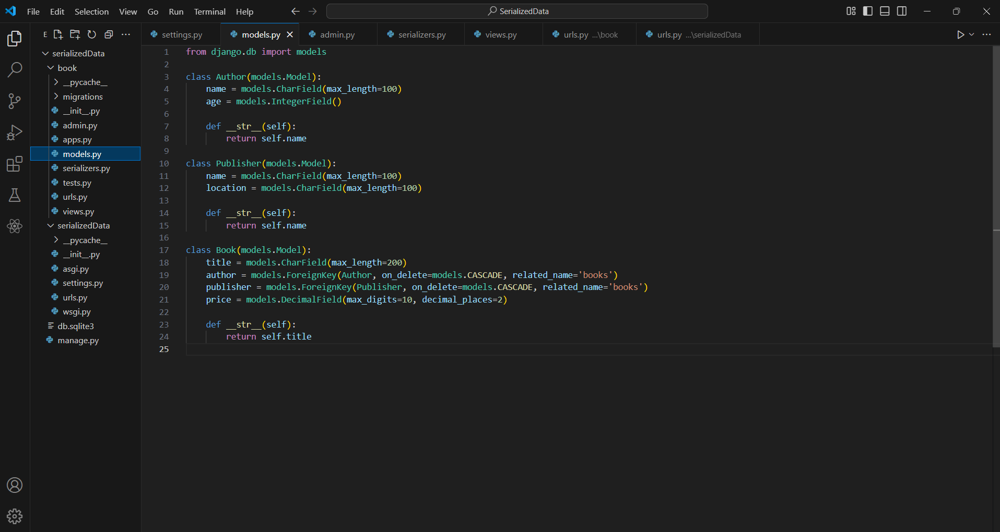 File Edit Selection View Go Run Terminal Help
SerializedData
E
serializedData
book
__pycache__
migrations
__init__.py
admin.py
apps.py
models.py
serializers.py
tests.py
urls.py
views.py
serializedData
__pycache__
__init__.py
asgi.py
settings.py
urls.py
wsgi.py
db.sqlite3
manage.py
settings.py models.py admin.py serializers.py views.py urls.py ...\book urls.py ...\serializedData
1 from django.db import models
2
3 class Author(models.Model):
4     name = models.CharField(max_length=100)
5     age = models.IntegerField()
6
7     def __str__(self):
8         return self.name
9
10 class Publisher(models.Model):
11     name = models.CharField(max_length=100)
12     location = models.CharField(max_length=100)
13
14     def __str__(self):
15         return self.name
16
17 class Book(models.Model):
18     title = models.CharField(max_length=200)
19     author = models.ForeignKey(Author, on_delete=models.CASCADE, related_name='books')
20     publisher = models.ForeignKey(Publisher, on_delete=models.CASCADE, related_name='books')
21     price = models.DecimalField(max_digits=10, decimal_places=2)
22
23     def __str__(self):
24         return self.title
25